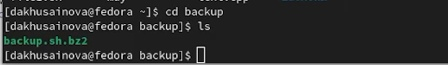 [dakhusainova@fedora ~]$ cd backup
[dakhusainova@fedora backup]$ ls
backup.sh.bz2
[dakhusainova@fedora backup]$